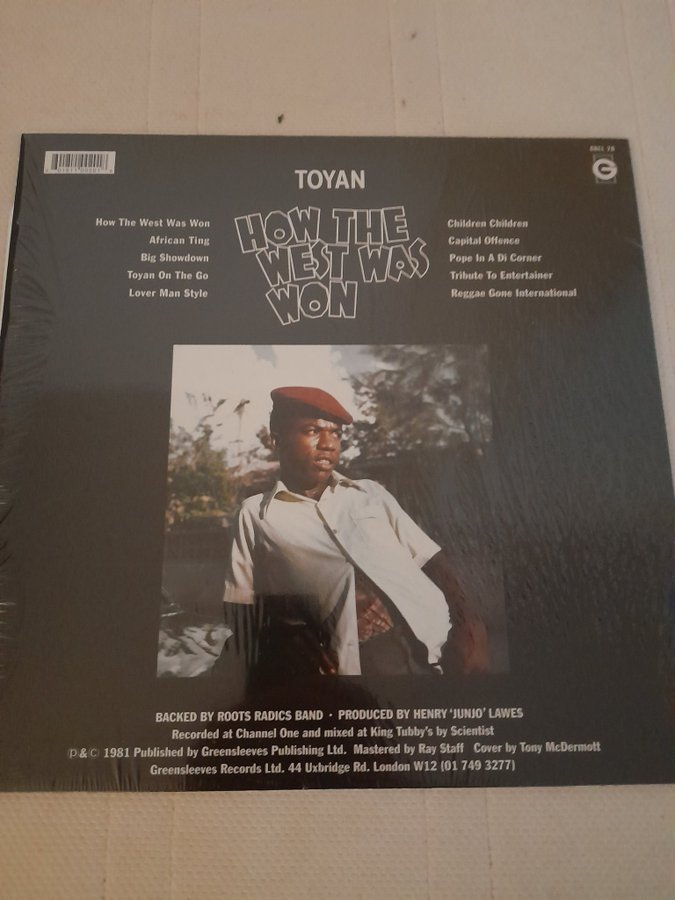 GREL 20
G
TOYAN
HOW THE
WEST WAS
WON
How The West Was Won
African Ting
Big Showdown
Toyan On The Go
Lover Man Style
Children Children
Capital Offence
Pope In A Di Corner
Tribute To Entertainer
Reggae Gone International
BACKED BY ROOTS RADICS BAND · PRODUCED BY HENRY 'JUNJO' LAWES
Recorded at Channel One and mixed at King Tubby's by Scientist
℗&© 1981 Published by Greensleeves Publishing Ltd. Mastered by Ray Staff Cover by Tony McDermott
Greensleeves Records Ltd. 44 Uxbridge Rd. London W12 (01 749 3277)